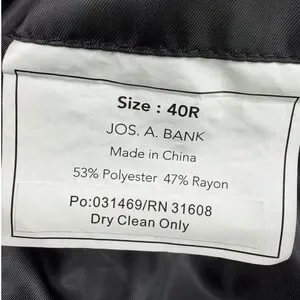 Size : 40R
JOS. A. BANK
Made in China
53% Polyester 47% Rayon
Po:031469/RN 31608
Dry Clean Only